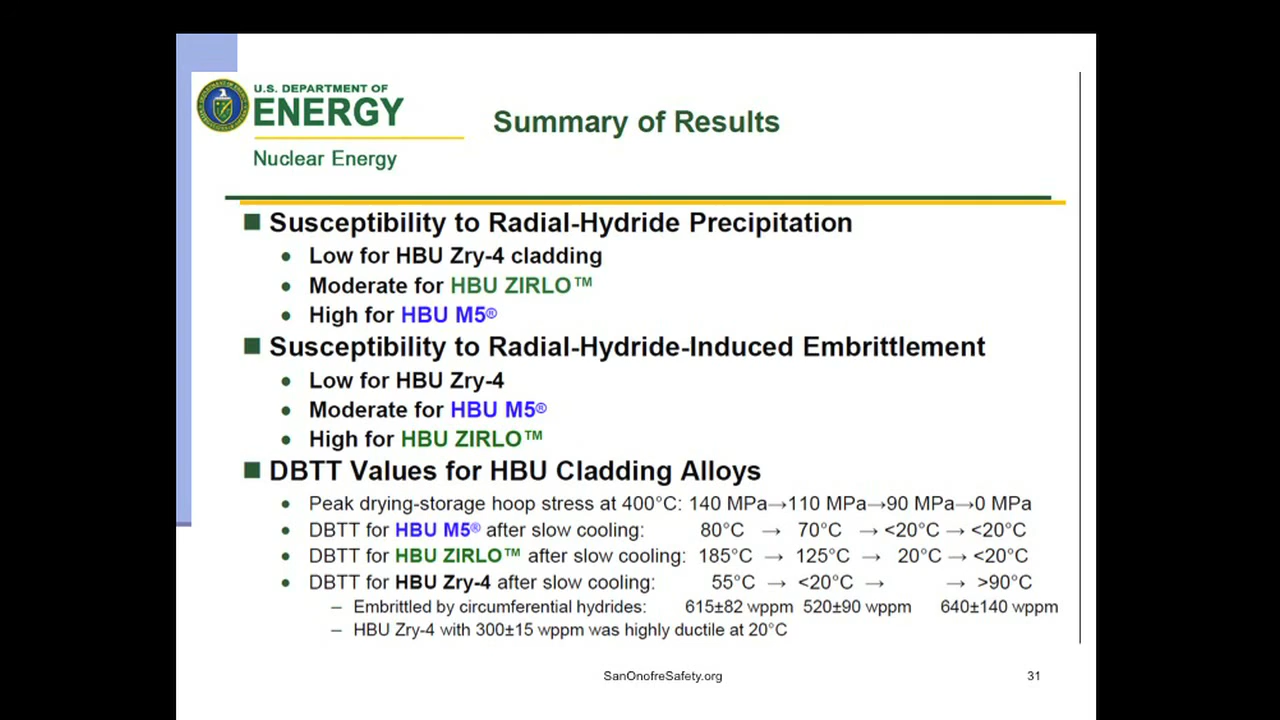 U.S. DEPARTMENT OF
ENERGY
Nuclear Energy
Summary of Results
Susceptibility to Radial-Hydride Precipitation
Low for HBU Zry-4 cladding
Moderate for HBU ZIRLO™
High for HBU M5®
Susceptibility to Radial-Hydride-Induced Embrittlement
Low for HBU Zry-4
Moderate for HBU M5®
High for HBU ZIRLO™
DBTT Values for HBU Cladding Alloys
Peak drying-storage hoop stress at 400°C: 140 MPa→110 MPa→90 MPa→0 MPa
DBTT for HBU M5® after slow cooling: 80°C → 70°C → <20°C → <20°C
DBTT for HBU ZIRLO™ after slow cooling: 185°C → 125°C → 20°C → <20°C
DBTT for HBU Zry-4 after slow cooling: 55°C → <20°C → → >90°C
– Embrittled by circumferential hydrides: 615±82 wppm 520±90 wppm 640±140 wppm
– HBU Zry-4 with 300±15 wppm was highly ductile at 20°C
SanOnofreSafety.org
31